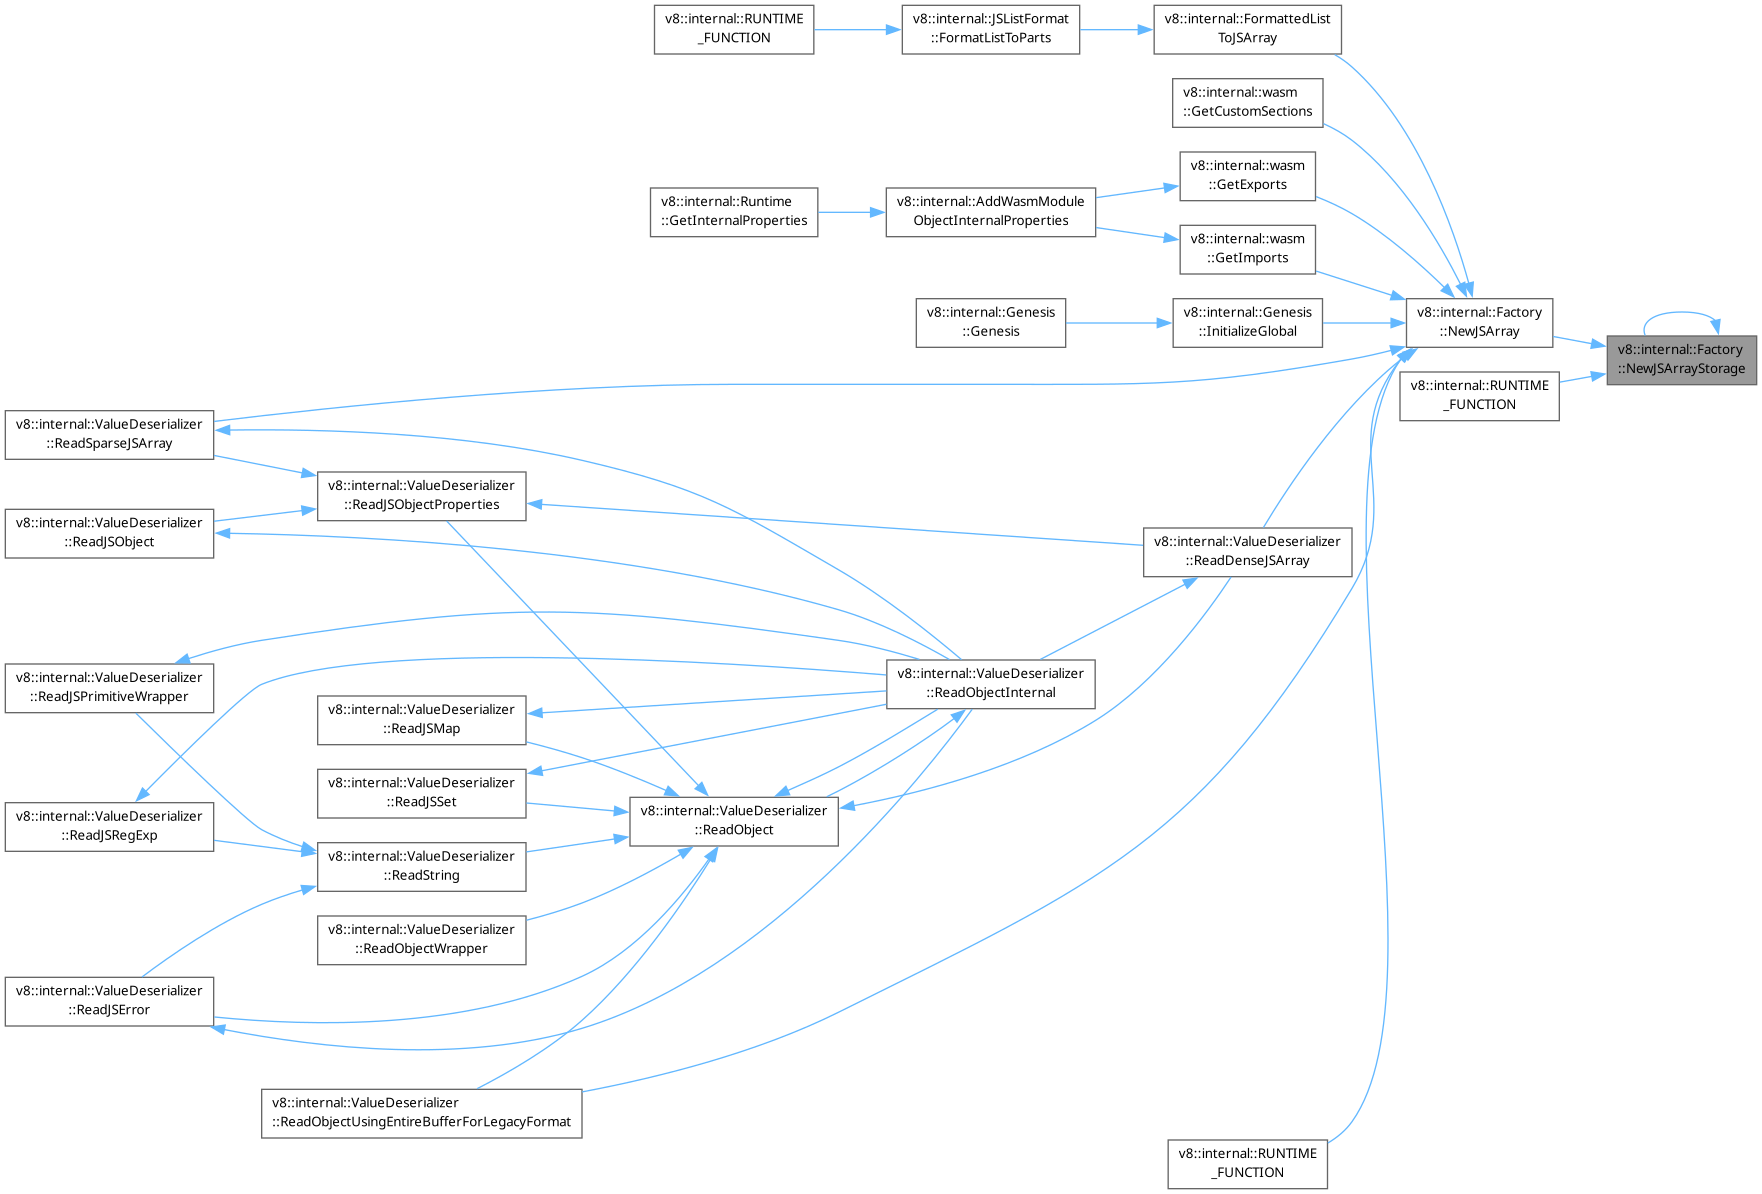 v8::internal::RUNTIME
_FUNCTION
v8::internal::JSListFormat
::FormatListToParts
v8::internal::FormattedList
ToJSArray
v8::internal::wasm
::GetCustomSections
v8::internal::wasm
::GetExports
v8::internal::Runtime
::GetInternalProperties
v8::internal::AddWasmModule
ObjectInternalProperties
v8::internal::wasm
::GetImports
v8::internal::Genesis
::Genesis
v8::internal::Genesis
::InitializeGlobal
v8::internal::Factory
::NewJSArray
v8::internal::Factory
::NewJSArrayStorage
v8::internal::RUNTIME
_FUNCTION
v8::internal::ValueDeserializer
::ReadSparseJSArray
v8::internal::ValueDeserializer
::ReadJSObjectProperties
v8::internal::ValueDeserializer
::ReadJSObject
v8::internal::ValueDeserializer
::ReadDenseJSArray
v8::internal::ValueDeserializer
::ReadJSPrimitiveWrapper
v8::internal::ValueDeserializer
::ReadObjectInternal
v8::internal::ValueDeserializer
::ReadJSMap
v8::internal::ValueDeserializer
::ReadJSSet
v8::internal::ValueDeserializer
::ReadObject
v8::internal::ValueDeserializer
::ReadJSRegExp
v8::internal::ValueDeserializer
::ReadString
v8::internal::ValueDeserializer
::ReadObjectWrapper
v8::internal::ValueDeserializer
::ReadJSError
v8::internal::ValueDeserializer
::ReadObjectUsingEntireBufferForLegacyFormat
v8::internal::RUNTIME
_FUNCTION